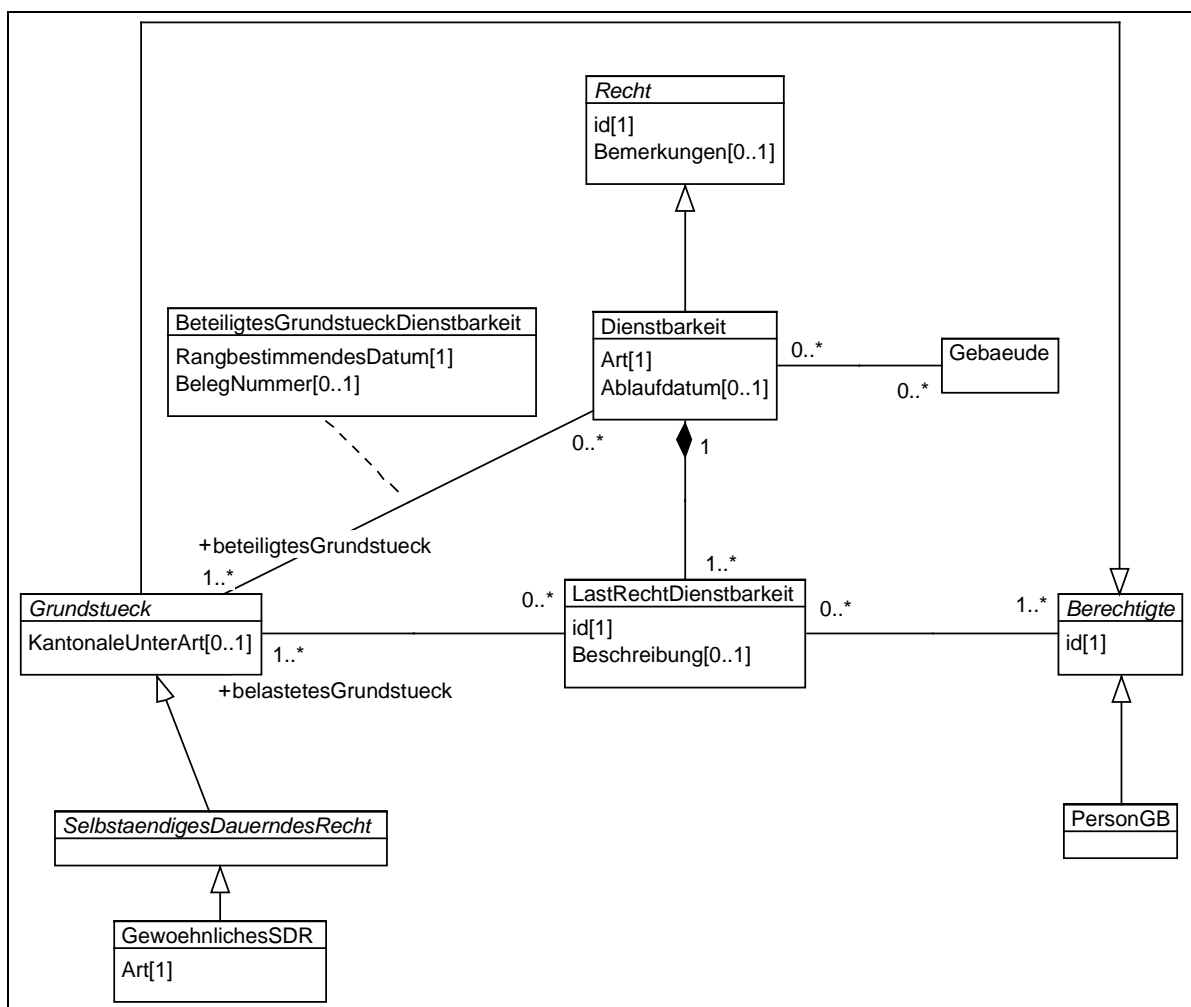 Recht
id[1]
Bemerkungen[0..1]
BeteiligtesGrundstueckDienstbarkeit
RangbestimmendesDatum[1]
BelegNummer[0..1]
Dienstbarkeit
Art[1]
Ablaufdatum[0..1]
0..*
0..*
Gebaeude
0..*
1
+beteiligtesGrundstueck
1..*
1..*
Grundstueck
KantonaleUnterArt[0..1]
1..*
+belastetesGrundstueck
0..*
LastRechtDienstbarkeit
id[1]
Beschreibung[0..1]
0..*
1..*
Berechtigte
id[1]
SelbstaendigesDauerndesRecht
PersonGB
GewoehnlichesSDR
Art[1]